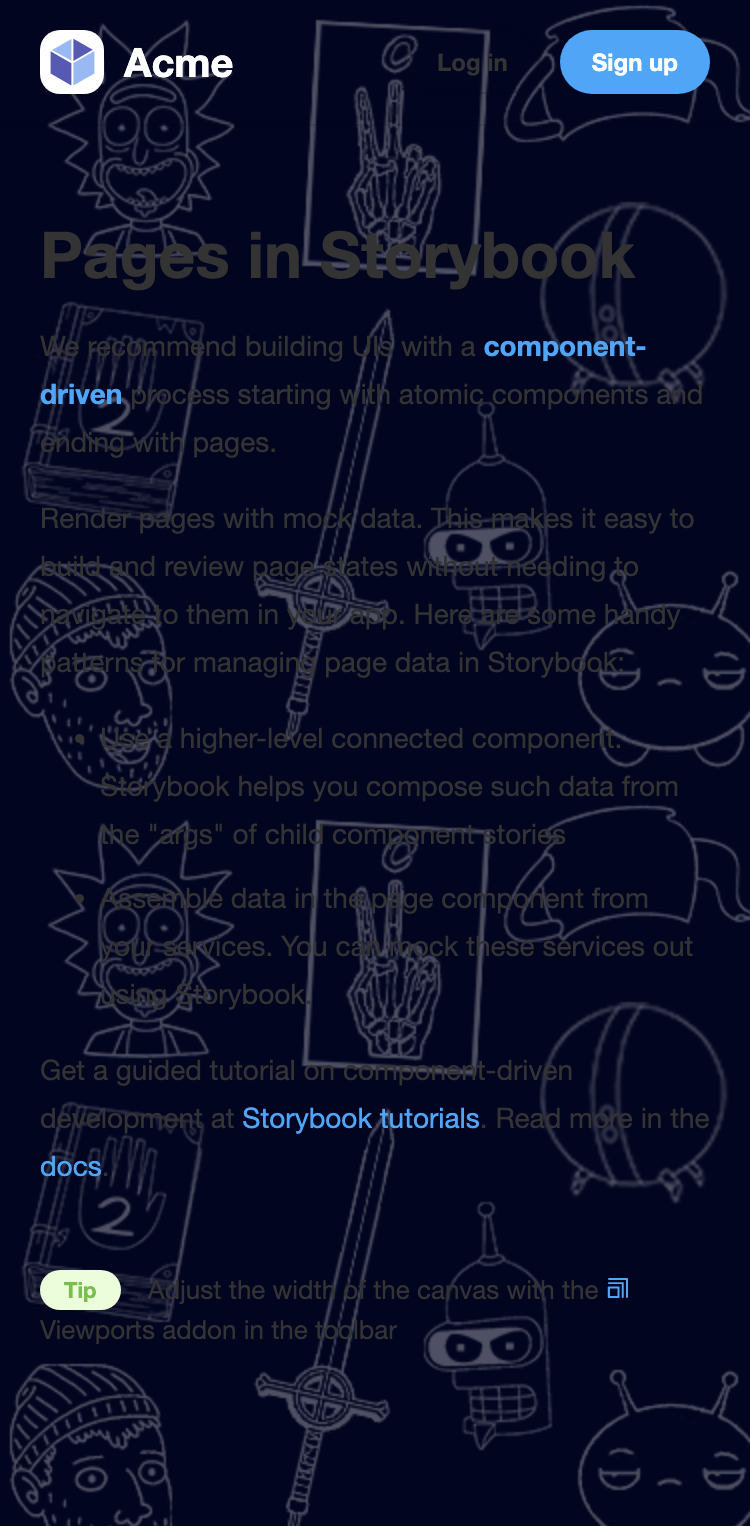 Acme
Log in
Sign up
Pages in Storybook
We recommend building UIs with a component-
driven process starting with atomic components and
ending with pages.
Render pages with mock data. This makes it easy to
build and review page states without needing to
navigate to them in your app. Here are some handy
patterns for managing page data in Storybook:
• Use a higher-level connected component.
Storybook helps you compose such data from
the "args" of child component stories
• Assemble data in the page component from
your services. You can mock these services out
using Storybook.
Get a guided tutorial on component-driven
development at Storybook tutorials. Read more in the
docs.
Tip Adjust the width of the canvas with the
Viewports addon in the toolbar
2
2